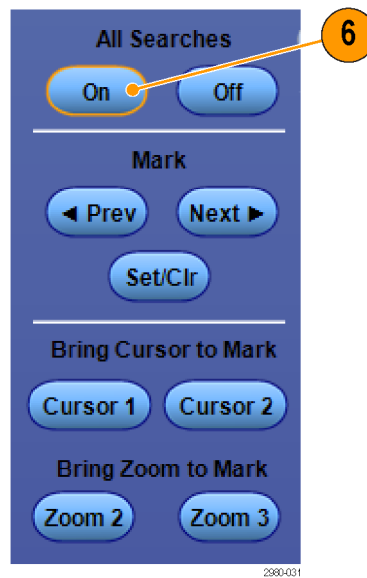 All Searches
6
On Off
Mark
◄ Prev Next ►
Set/Clr
Bring Cursor to Mark
Cursor 1 Cursor 2
Bring Zoom to Mark
Zoom 2 Zoom 3
2980-031